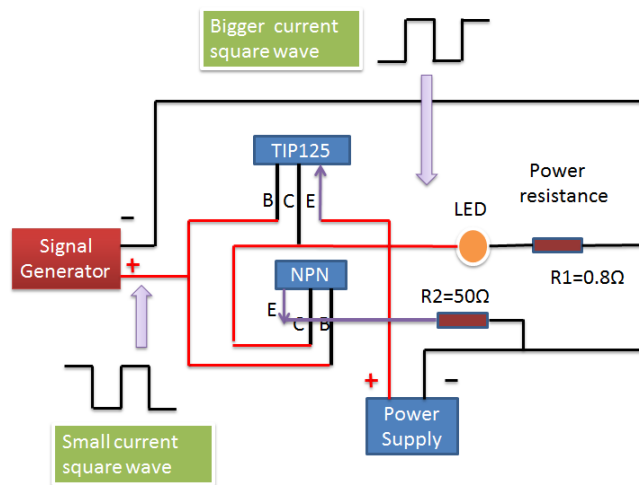 Bigger current
square wave
TIP125
B
C
E
Power
resistance
LED
−
Signal
Generator
+
NPN
R1=0.8Ω
R2=50Ω
E
C
B
+
−
Small current
square wave
Power
Supply